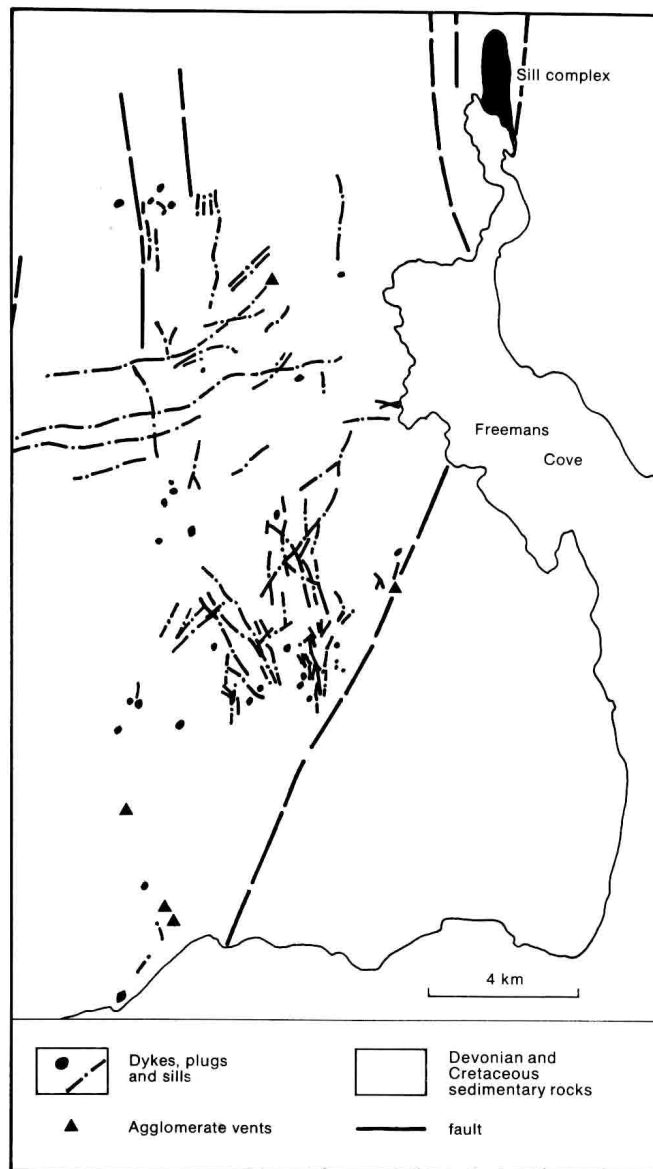 Sill complex
Freemans
Cove
4 km
Dykes, plugs
and sills
Devonian and
Cretaceous
sedimentary rocks
Agglomerate vents
fault